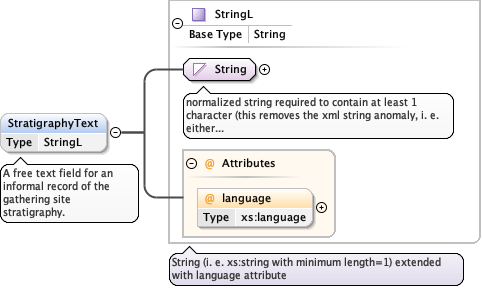 StringL
Base Type String
String
normalized string required to contain at least 1
character (this removes the xml string anomaly, i. e.
either...
StratigraphyText
Type StringL
A free text field for an
informal record of the
gathering site
stratigraphy.
@ Attributes
@ language
Type xs:language
String (i. e. xs:string with minimum length=1) extended
with language attribute